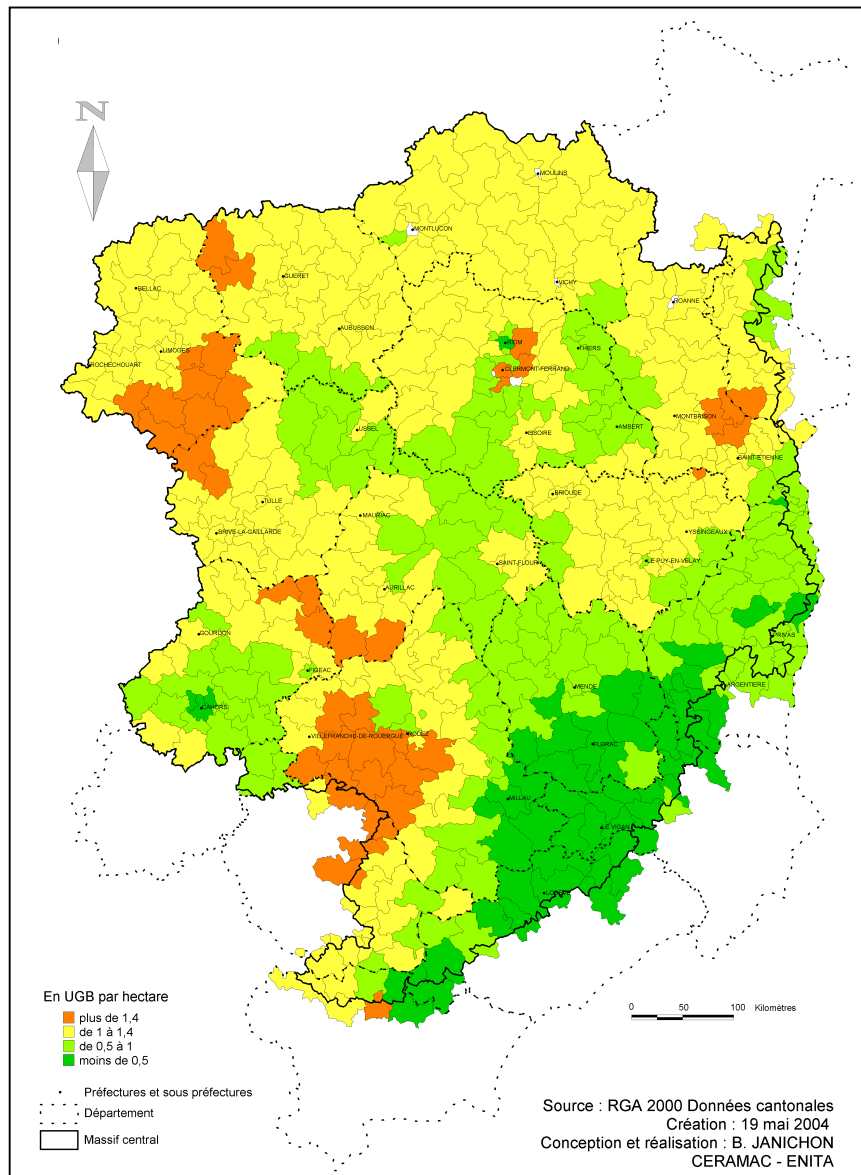 N
MOULINS
MONTLUCON
GUERET
BELLAC
VICHY
ROANNE
AUBUSSON
RIOM
THIERS
LIMOGES
ROCHECHOUART
CLERMONT-FERRAND
MONTBRISON
USSEL
ISSOIRE
AMBERT
SAINT-ETIENNE
TULLE
BRIOUDE
MAURIAC
BRIVE-LA-GAILLARDE
YSSINGEAUX
SAINT-FLOUR
LE PUY-EN-VELAY
AURILLAC
GOURDON
PRIVAS
FIGEAC
MENDE
ARGENTIERE
CAHORS
VILLEFRANCHE-DE-ROUERGUE
RODEZ
FLORAC
MILLAU
LE VIGAN
LODEVE
En UGB par hectare
plus de 1,4
de 1 à 1,4
de 0,5 à 1
moins de 0,5
0 50 100 Kilomètres
Préfectures et sous préfectures
Département
Massif central
Source : RGA 2000 Données cantonales
Création : 19 mai 2004
Conception et réalisation : B. JANICHON
CERAMAC - ENITA